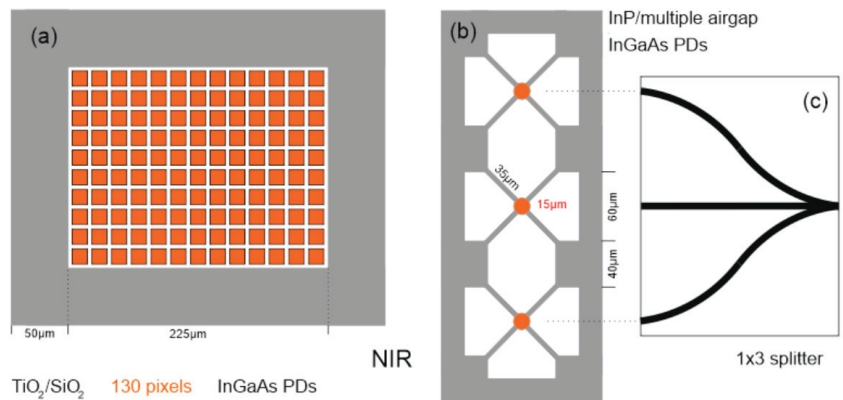 (a)
50μm
225μm
NIR
TiO₂/SiO₂ 130 pixels InGaAs PDs
(b)
InP/multiple airgap
InGaAs PDs
35μm
15μm
60μm
40μm
(c)
1x3 splitter